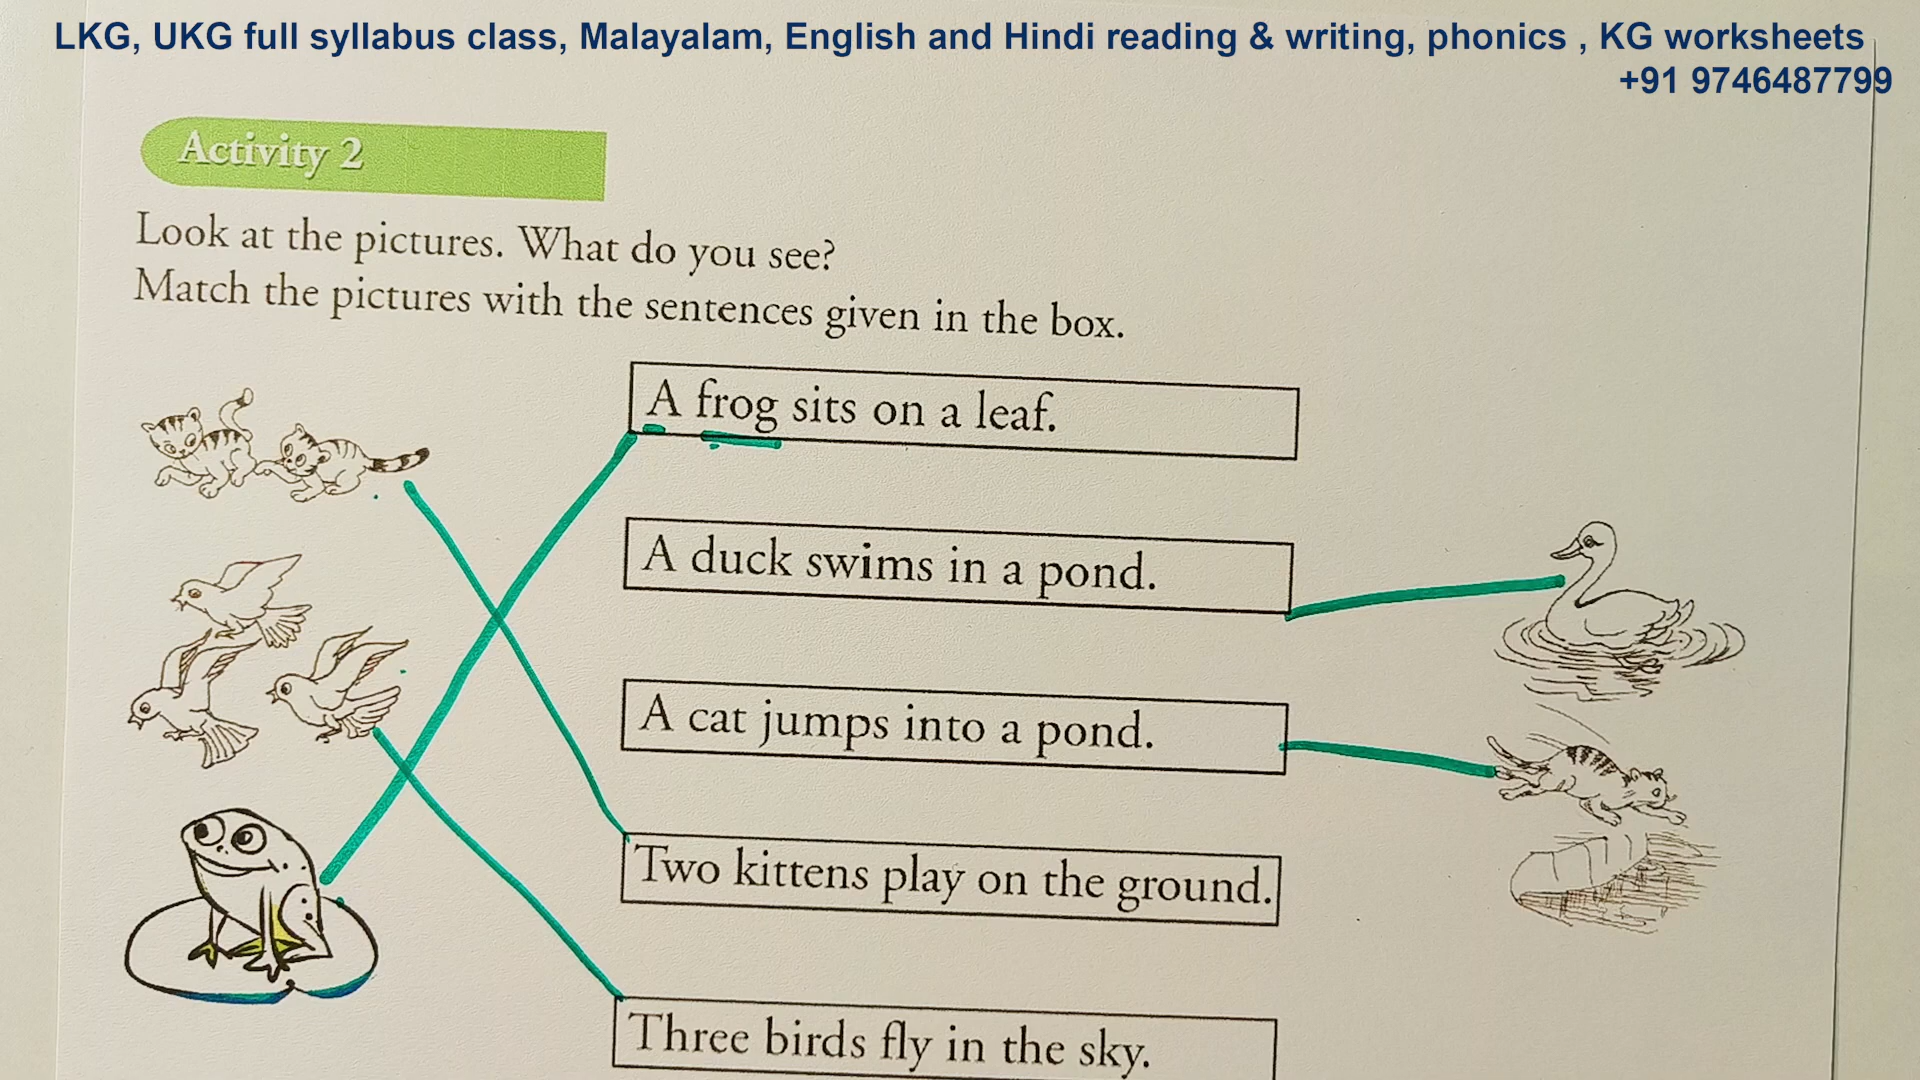 LKG, UKG full syllabus class, Malayalam, English and Hindi reading & writing, phonics , KG worksheets
+91 9746487799
Activity 2
Look at the pictures. What do you see?
Match the pictures with the sentences given in the box.
A frog sits on a leaf.
A duck swims in a pond.
A cat jumps into a pond.
Two kittens play on the ground.
Three birds fly in the sky.